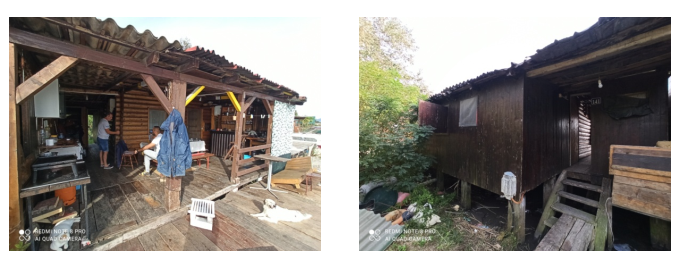 REDMI NOTE 8 PRO
AI QUAD CAMERA
REDMI NOTE 8 PRO
AI QUAD CAMERA